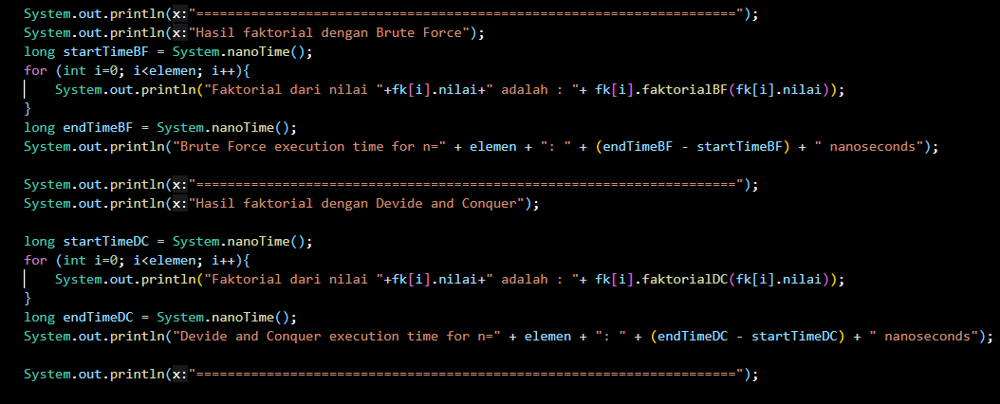 System.out.println(x:"=====================================================================");
System.out.println(x:"Hasil faktorial dengan Brute Force");
long startTimeBF = System.nanoTime();
for (int i=0; i<elemen; i++){
System.out.println("Faktorial dari nilai "+fk[i].nilai+" adalah : "+ fk[i].faktorialBF(fk[i].nilai));
}
long endTimeBF = System.nanoTime();
System.out.println("Brute Force execution time for n=" + elemen + ": " + (endTimeBF - startTimeBF) + " nanoseconds");
System.out.println(x:"=====================================================================");
System.out.println(x:"Hasil faktorial dengan Devide and Conquer");
long startTimeDC = System.nanoTime();
for (int i=0; i<elemen; i++){
System.out.println("Faktorial dari nilai "+fk[i].nilai+" adalah : "+ fk[i].faktorialDC(fk[i].nilai));
}
long endTimeDC = System.nanoTime();
System.out.println("Devide and Conquer execution time for n=" + elemen + ": " + (endTimeDC - startTimeDC) + " nanoseconds");
System.out.println(x:"=====================================================================");